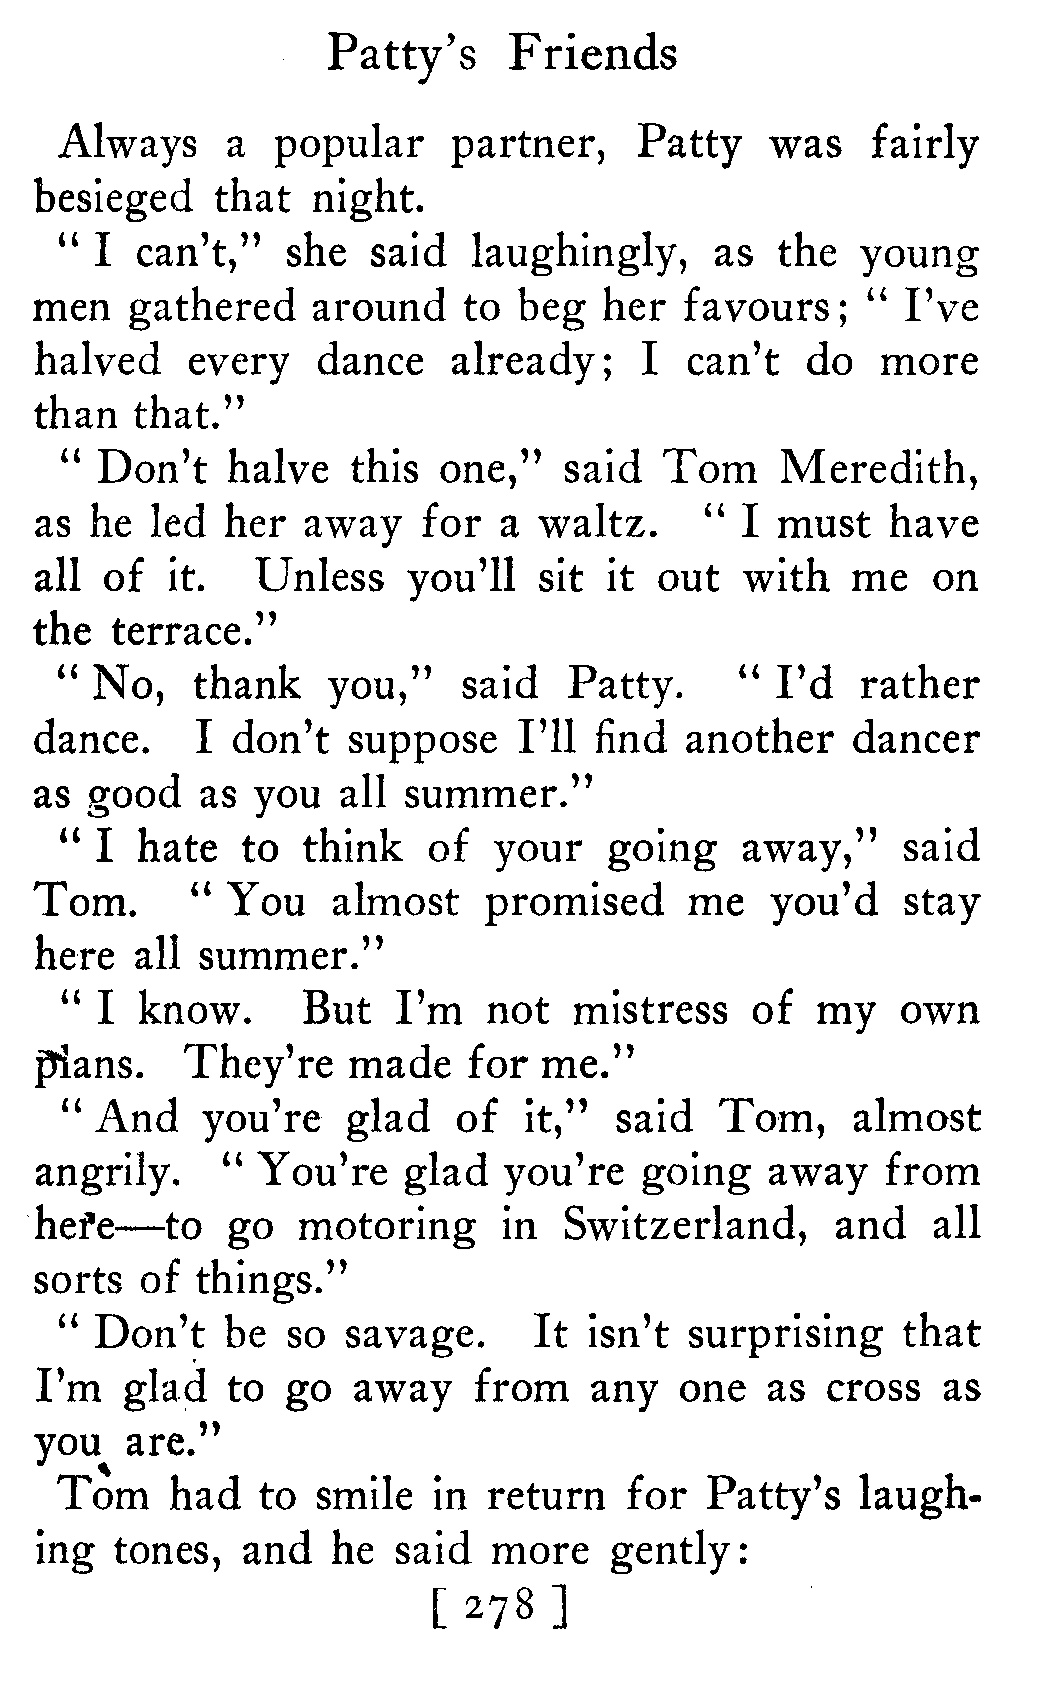 Patty's Friends
Always a popular partner, Patty was fairly
besieged that night.
" I can't," she said laughingly, as the young
men gathered around to beg her favours; " I've
halved every dance already; I can't do more
than that."
" Don't halve this one," said Tom Meredith,
as he led her away for a waltz. " I must have
all of it. Unless you'll sit it out with me on
the terrace."
" No, thank you," said Patty. " I'd rather
dance. I don't suppose I'll find another dancer
as good as you all summer."
" I hate to think of your going away," said
Tom. " You almost promised me you'd stay
here all summer."
" I know. But I'm not mistress of my own
plans. They're made for me."
" And you're glad of it," said Tom, almost
angrily. " You're glad you're going away from
here—to go motoring in Switzerland, and all
sorts of things."
" Don't be so savage. It isn't surprising that
I'm glad to go away from any one as cross as
you are."
Tom had to smile in return for Patty's laugh-
ing tones, and he said more gently:
[ 278 ]